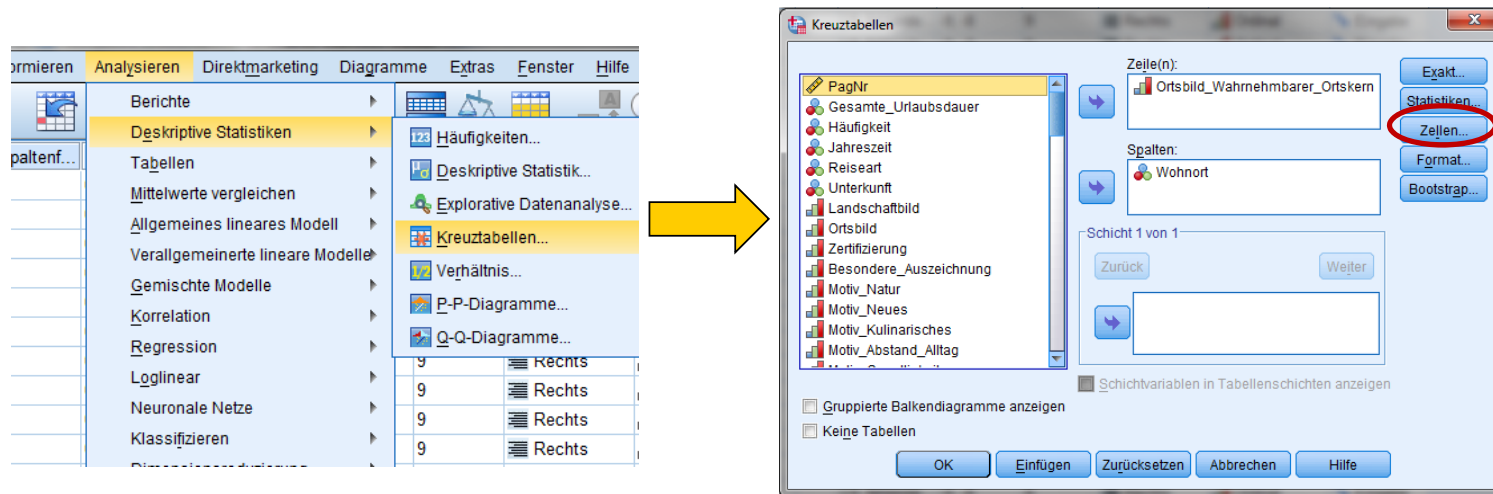 ormieren Analysieren Direktmarketing Diagramme Extras Fenster Hilfe
paltenf...
Berichte
Deskriptive Statistiken
Tabellen
Mittelwerte vergleichen
Allgemeines lineares Modell
Verallgemeinerte lineare Modelle
Gemischte Modelle
Korrelation
Regression
Loglinear
Neuronale Netze
Klassifizieren
Dimensionsreduzierung
A
123 Häufigkeiten...
Deskriptive Statistik...
Explorative Datenanalyse...
Kreuztabellen...
1/2 Verhältnis...
P-P-Diagramme...
Q-Q-Diagramme...
9 Rechts
9 Rechts
9 Rechts
9 Rechts
Kreuztabellen
PagNr
Gesamte_Urlaubsdauer
Häufigkeit
Jahreszeit
Reiseart
Unterkunft
Landschaftbild
Ortsbild
Zertifizierung
Besondere_Auszeichnung
Motiv_Natur
Motiv_Neues
Motiv_Kulinarisches
Motiv_Abstand_Alltag
Zeile(n):
Ortsbild_Wahrnehmbarer_Ortskern
Spalten:
Wohnort
Schicht 1 von 1
Zurück Weiter
Schichtvariablen in Tabellenschichten anzeigen
Exakt...
Statistiken...
Zellen...
Format...
Bootstrap...
Gruppierte Balkendiagramme anzeigen
Keine Tabellen
OK Einfügen Zurücksetzen Abbrechen Hilfe